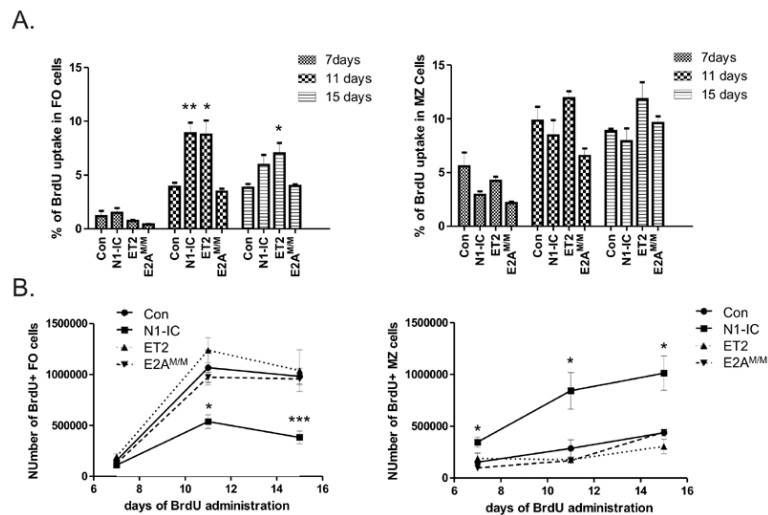 A.
% of BrdU uptake in FO cells
15
10
5
0
7days
11 days
15 days
** *
*
Con N1-IC ET2 E2A^M/M Con N1-IC ET2 E2A^M/M Con N1-IC ET2 E2A^M/M
% of BrdU uptake in MZ Cells
15
10
5
0
7days
11 days
15 days
Con N1-IC ET2 E2A^M/M Con N1-IC ET2 E2A^M/M Con N1-IC ET2 E2A^M/M
B.
NUmber of BrdU+ FO cells
1500000
1000000
500000
0
Con
N1-IC
ET2
E2A^M/M
*
***
6 8 10 12 14 16
days of BrdU administration
NUmber of BrdU+ MZ cells
1500000
1000000
500000
0
Con
N1-IC
ET2
E2A^M/M
* * *
6 8 10 12 14 16
days of BrdU administration